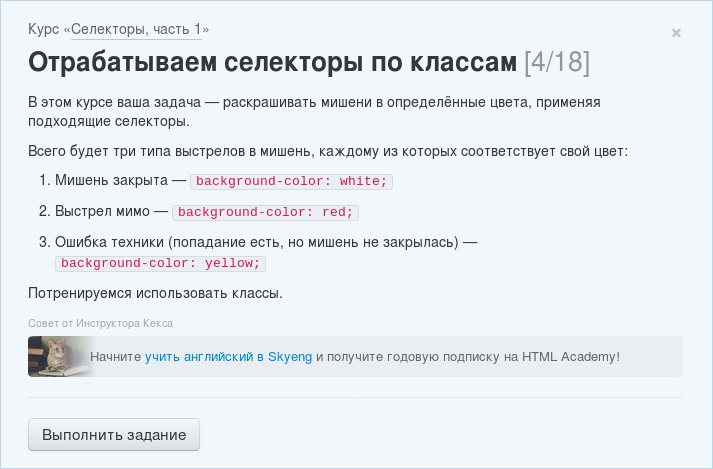 Курс «Селекторы, часть 1»
×
Отрабатываем селекторы по классам [4/18]
В этом курсе ваша задача — раскрашивать мишени в определённые цвета, применяя
подходящие селекторы.
Всего будет три типа выстрелов в мишень, каждому из которых соответствует свой цвет:
1. Мишень закрыта — background-color: white;
2. Выстрел мимо — background-color: red;
3. Ошибка техники (попадание есть, но мишень не закрылась) —
background-color: yellow;
Потренируемся использовать классы.
Совет от Инструктора Кекса
Начните учить английский в Skyeng и получите годовую подписку на HTML Academy!
Выполнить задание